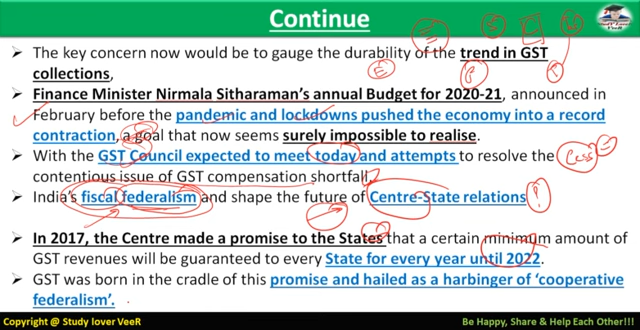 Continue
➢ The key concern now would be to gauge the durability of the trend in GST
collections,
➢ Finance Minister Nirmala Sitharaman's annual Budget for 2020-21, announced in
February before the pandemic and lockdowns pushed the economy into a record
contraction, a goal that now seems surely impossible to realise.
➢ With the GST Council expected to meet today and attempts to resolve the
contentious issue of GST compensation shortfall,
➢ India's fiscal federalism and shape the future of Centre-State relations
➢ In 2017, the Centre made a promise to the States that a certain minimum amount of
GST revenues will be guaranteed to every State for every year until 2022.
➢ GST was born in the cradle of this promise and hailed as a harbinger of 'cooperative
federalism'.
Copyright @ Study lover VeeR
Be Happy, Share & Help Each Other!!!